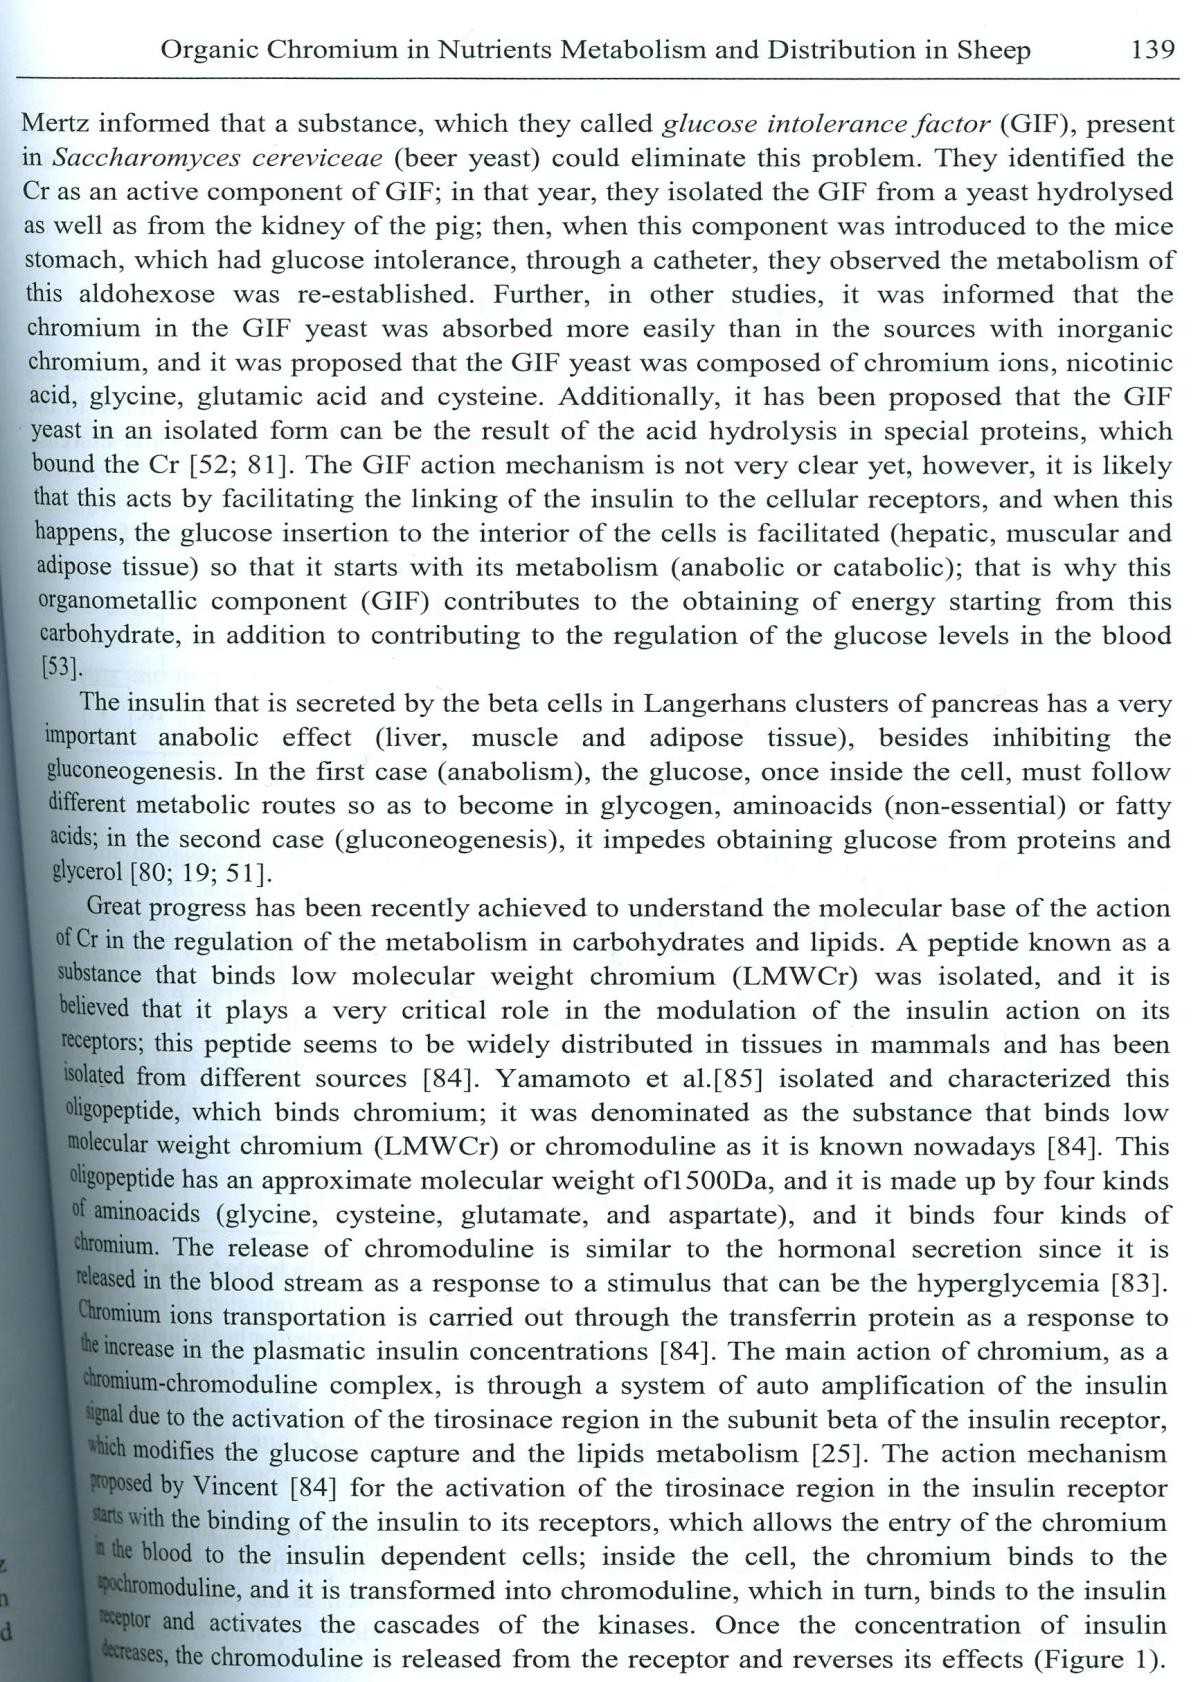 Organic Chromium in Nutrients Metabolism and Distribution in Sheep 139
Mertz informed that a substance, which they called glucose intolerance factor (GIF), present
in Saccharomyces cereviceae (beer yeast) could eliminate this problem. They identified the
Cr as an active component of GIF; in that year, they isolated the GIF from a yeast hydrolysed
as well as from the kidney of the pig; then, when this component was introduced to the mice
stomach, which had glucose intolerance, through a catheter, they observed the metabolism of
this aldohexose was re-established. Further, in other studies, it was informed that the
chromium in the GIF yeast was absorbed more easily than in the sources with inorganic
chromium, and it was proposed that the GIF yeast was composed of chromium ions, nicotinic
acid, glycine, glutamic acid and cysteine. Additionally, it has been proposed that the GIF
yeast in an isolated form can be the result of the acid hydrolysis in special proteins, which
bound the Cr [52; 81]. The GIF action mechanism is not very clear yet, however, it is likely
that this acts by facilitating the linking of the insulin to the cellular receptors, and when this
happens, the glucose insertion to the interior of the cells is facilitated (hepatic, muscular and
adipose tissue) so that it starts with its metabolism (anabolic or catabolic); that is why this
organometallic component (GIF) contributes to the obtaining of energy starting from this
carbohydrate, in addition to contributing to the regulation of the glucose levels in the blood
[53].
The insulin that is secreted by the beta cells in Langerhans clusters of pancreas has a very
important anabolic effect (liver, muscle and adipose tissue), besides inhibiting the
gluconeogenesis. In the first case (anabolism), the glucose, once inside the cell, must follow
different metabolic routes so as to become in glycogen, aminoacids (non-essential) or fatty
acids; in the second case (gluconeogenesis), it impedes obtaining glucose from proteins and
glycerol [80; 19; 51].
Great progress has been recently achieved to understand the molecular base of the action
of Cr in the regulation of the metabolism in carbohydrates and lipids. A peptide known as a
substance that binds low molecular weight chromium (LMWCr) was isolated, and it is
believed that it plays a very critical role in the modulation of the insulin action on its
receptors; this peptide seems to be widely distributed in tissues in mammals and has been
isolated from different sources [84]. Yamamoto et al.[85] isolated and characterized this
oligopeptide, which binds chromium; it was denominated as the substance that binds low
molecular weight chromium (LMWCr) or chromoduline as it is known nowadays [84]. This
oligopeptide has an approximate molecular weight of1500Da, and it is made up by four kinds
of aminoacids (glycine, cysteine, glutamate, and aspartate), and it binds four kinds of
chromium. The release of chromoduline is similar to the hormonal secretion since it is
released in the blood stream as a response to a stimulus that can be the hyperglycemia [83].
Chromium ions transportation is carried out through the transferrin protein as a response to
the increase in the plasmatic insulin concentrations [84]. The main action of chromium, as a
chromium-chromoduline complex, is through a system of auto amplification of the insulin
signal due to the activation of the tirosinace region in the subunit beta of the insulin receptor,
which modifies the glucose capture and the lipids metabolism [25]. The action mechanism
proposed by Vincent [84] for the activation of the tirosinace region in the insulin receptor
starts with the binding of the insulin to its receptors, which allows the entry of the chromium
in the blood to the insulin dependent cells; inside the cell, the chromium binds to the
apochromoduline, and it is transformed into chromoduline, which in turn, binds to the insulin
receptor and activates the cascades of the kinases. Once the concentration of insulin
decreases, the chromoduline is released from the receptor and reverses its effects (Figure 1).